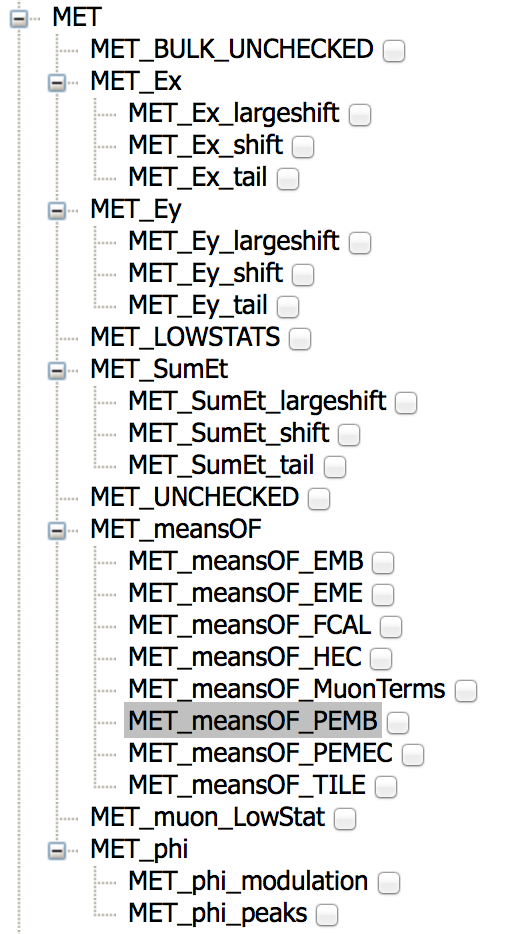 MET
MET_BULK_UNCHECKED
MET_Ex
MET_Ex_largeshift
MET_Ex_shift
MET_Ex_tail
MET_Ey
MET_Ey_largeshift
MET_Ey_shift
MET_Ey_tail
MET_LOWSTATS
MET_SumEt
MET_SumEt_largeshift
MET_SumEt_shift
MET_SumEt_tail
MET_UNCHECKED
MET_meansOF
MET_meansOF_EMB
MET_meansOF_EME
MET_meansOF_FCAL
MET_meansOF_HEC
MET_meansOF_MuonTerms
MET_meansOF_PEMB
MET_meansOF_PEMEC
MET_meansOF_TILE
MET_muon_LowStat
MET_phi
MET_phi_modulation
MET_phi_peaks